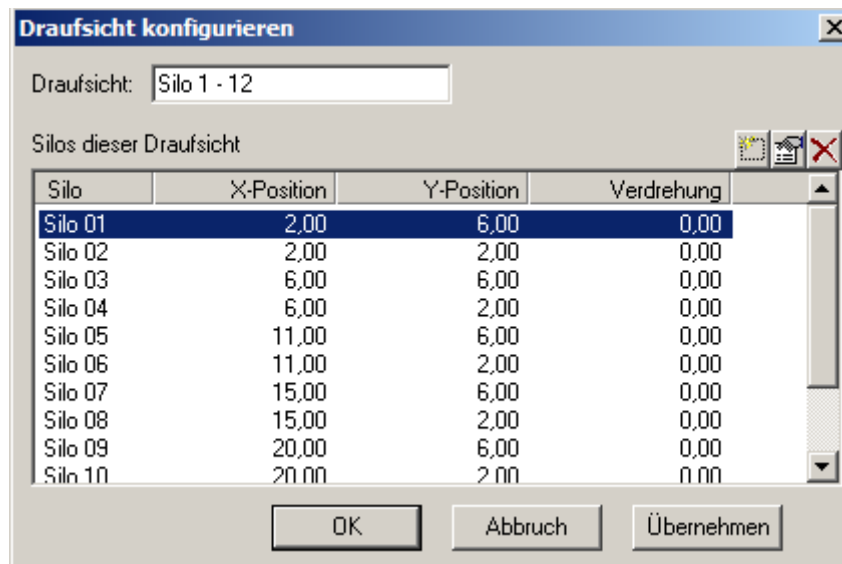 Draufsicht konfigurieren
Draufsicht: Silo 1 - 12
Silos dieser Draufsicht
Silo X-Position Y-Position Verdrehung
Silo 01 2,00 6,00 0,00
Silo 02 2,00 2,00 0,00
Silo 03 6,00 6,00 0,00
Silo 04 6,00 2,00 0,00
Silo 05 11,00 6,00 0,00
Silo 06 11,00 2,00 0,00
Silo 07 15,00 6,00 0,00
Silo 08 15,00 2,00 0,00
Silo 09 20,00 6,00 0,00
Silo 10 20,00 2,00 0,00
OK Abbruch Übernehmen